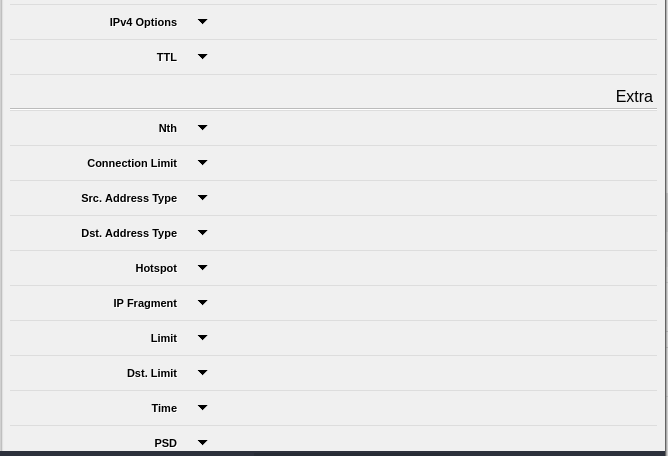 IPv4 Options
TTL
Extra
Nth
Connection Limit
Src. Address Type
Dst. Address Type
Hotspot
IP Fragment
Limit
Dst. Limit
Time
PSD